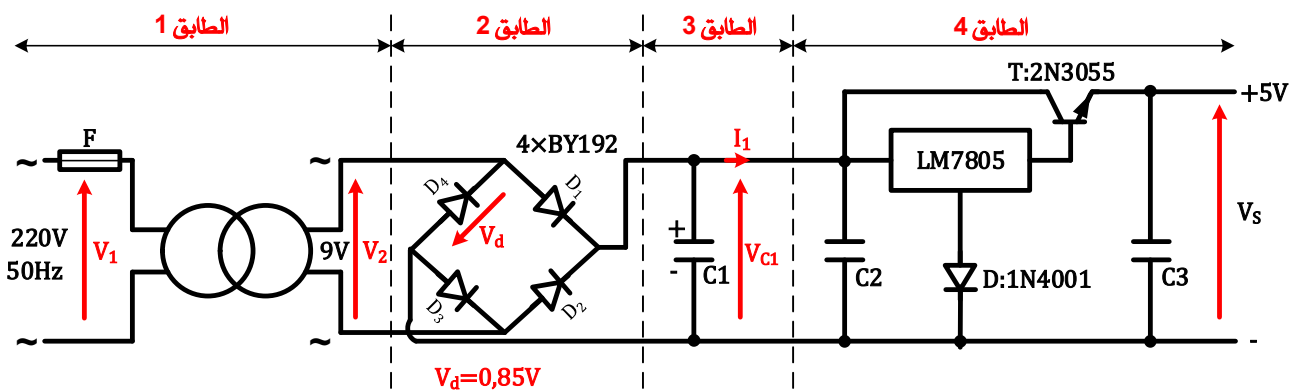 الطابق 1
الطابق 2
الطابق 3
الطابق 4
T:2N3055
+5V
F
4×BY192
I1
LM7805
~
~
D4
D1
220V
50Hz
V1
9V
V2
Vd
+
-
C1
VC1
C2
D:1N4001
C3
VS
D3
D2
~
~
-
Vd=0,85V